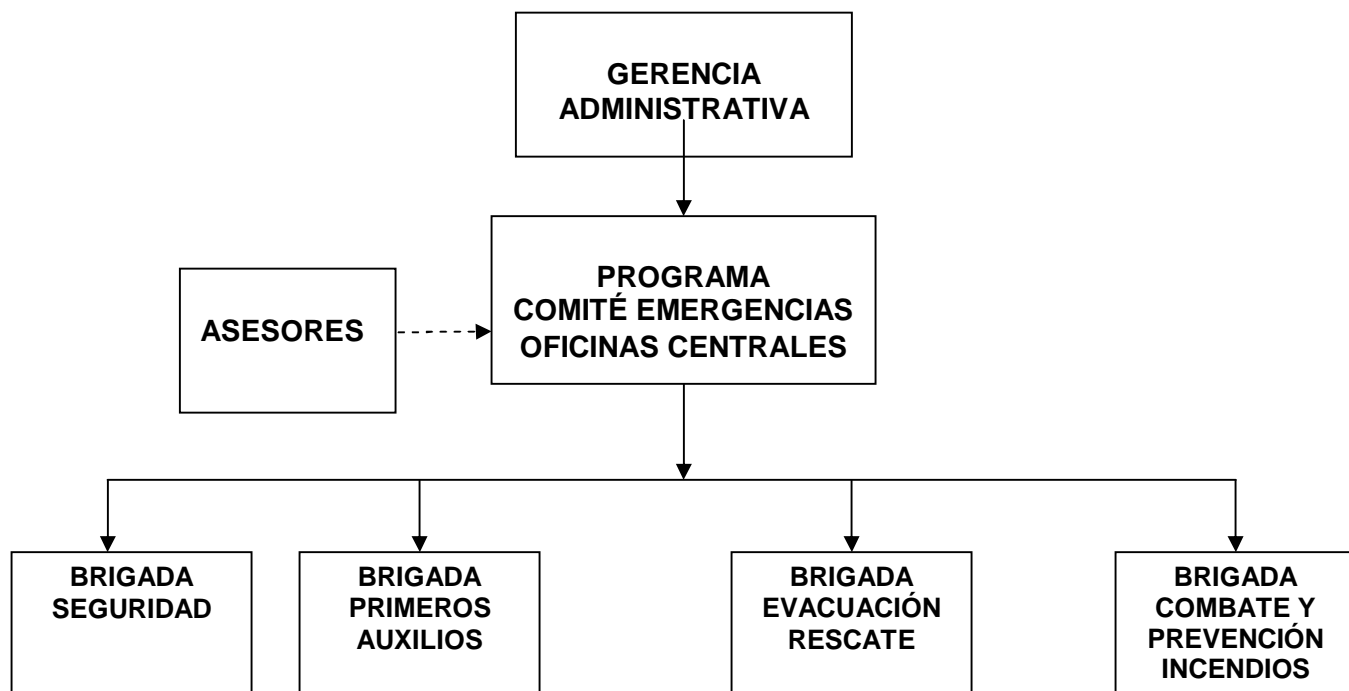 GERENCIA
ADMINISTRATIVA
PROGRAMA
COMITÉ EMERGENCIAS
OFICINAS CENTRALES
ASESORES
BRIGADA
SEGURIDAD
BRIGADA
PRIMEROS
AUXILIOS
BRIGADA
EVACUACIÓN
RESCATE
BRIGADA
COMBATE Y
PREVENCIÓN
INCENDIOS